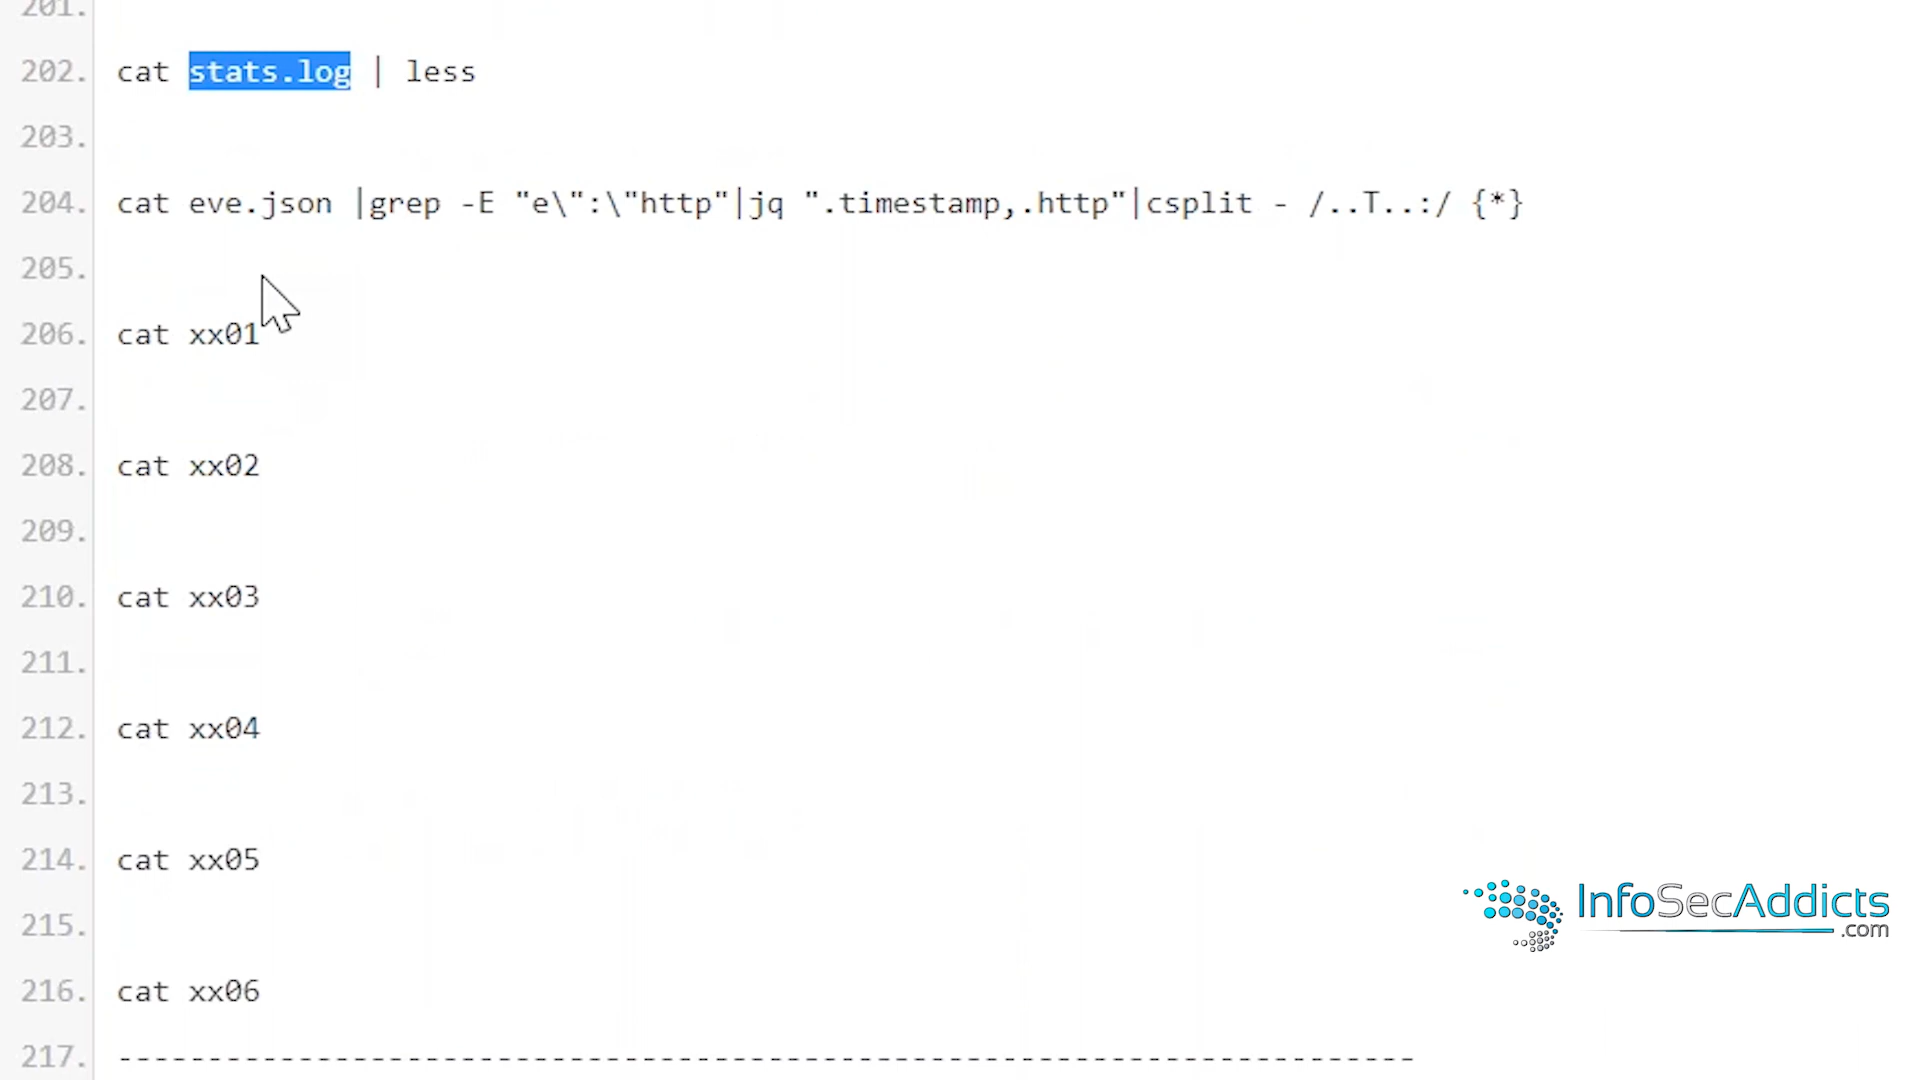 201.
202. cat stats.log | less
203.
204. cat eve.json |grep -E "e\":\"http"|jq ".timestamp,.http"|csplit - /..T..:/ {*}
205.
206. cat xx01
207.
208. cat xx02
209.
210. cat xx03
211.
212. cat xx04
213.
214. cat xx05
215.
InfoSecAddicts
.com
216. cat xx06
217. ------------------------------------------------------------------------